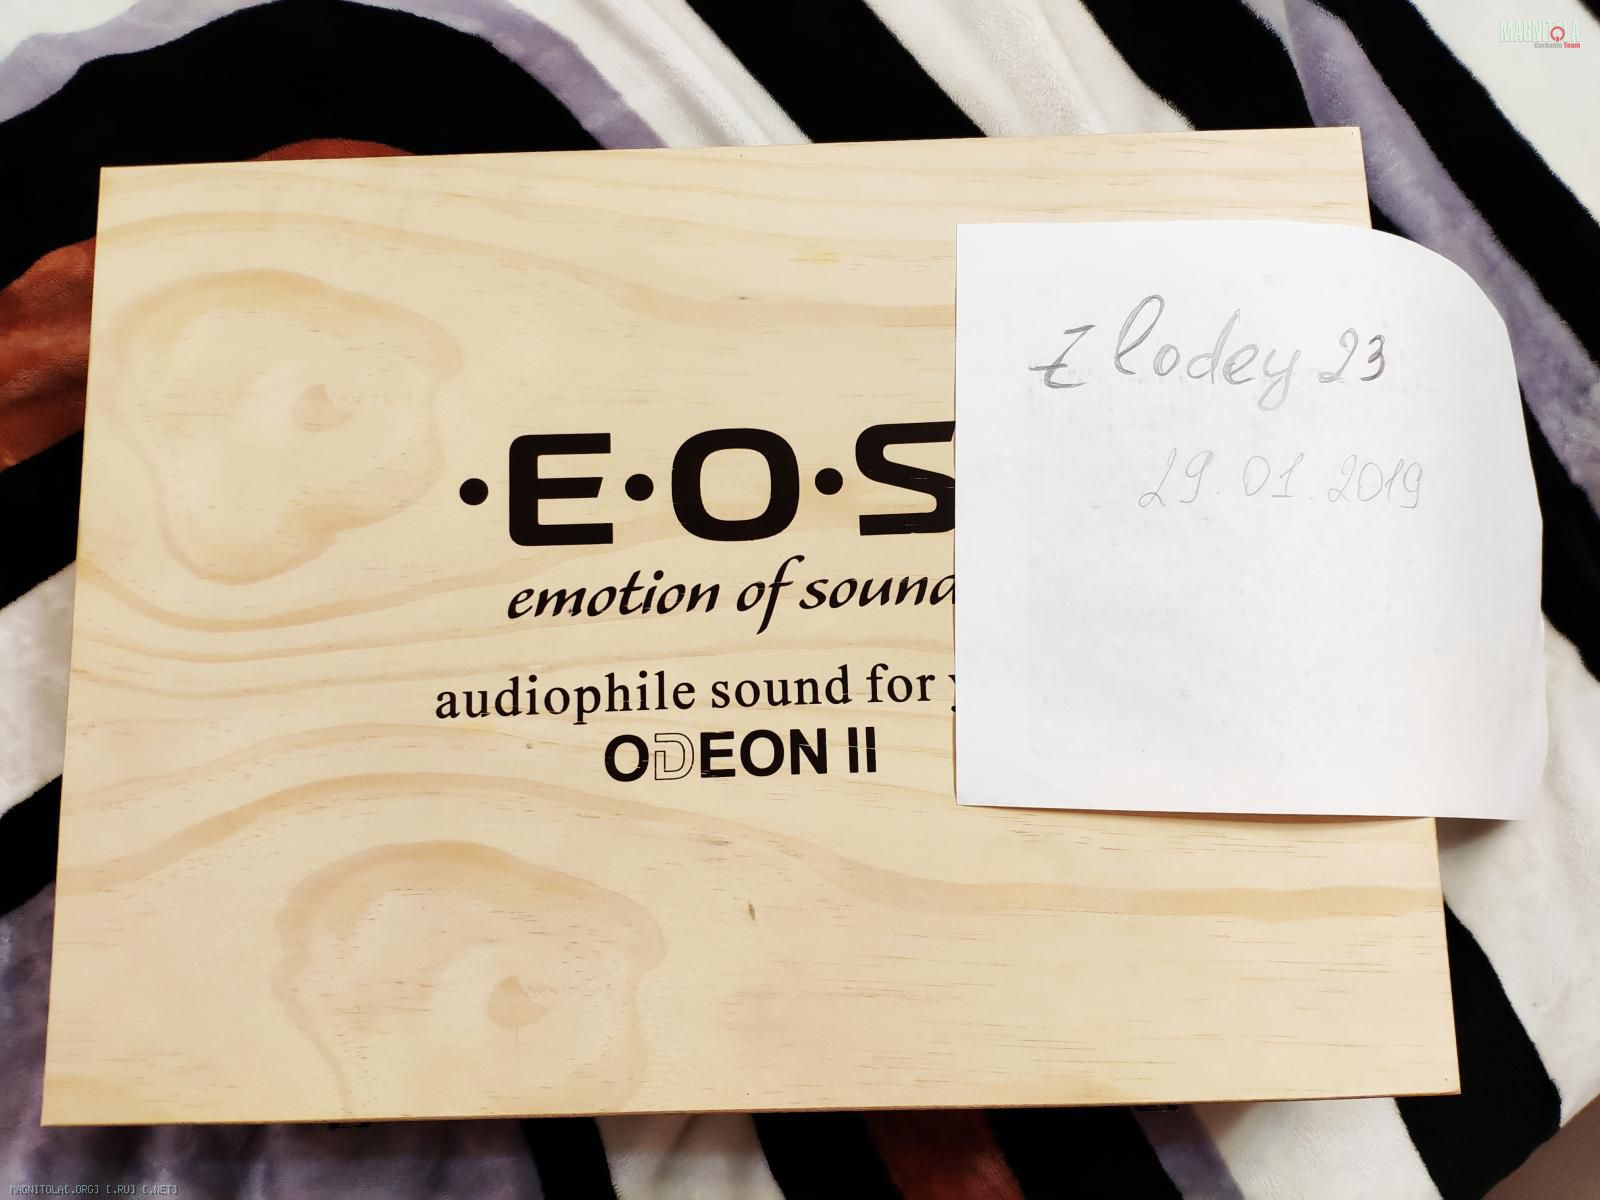 MAGNITOLA
CarAudio Team
Zlodey 23
29.01.2019
·E·O·S
emotion of sound
audiophile sound for
ODEON II
MAGNITOLA[.ORG] [.RU] [.NET]